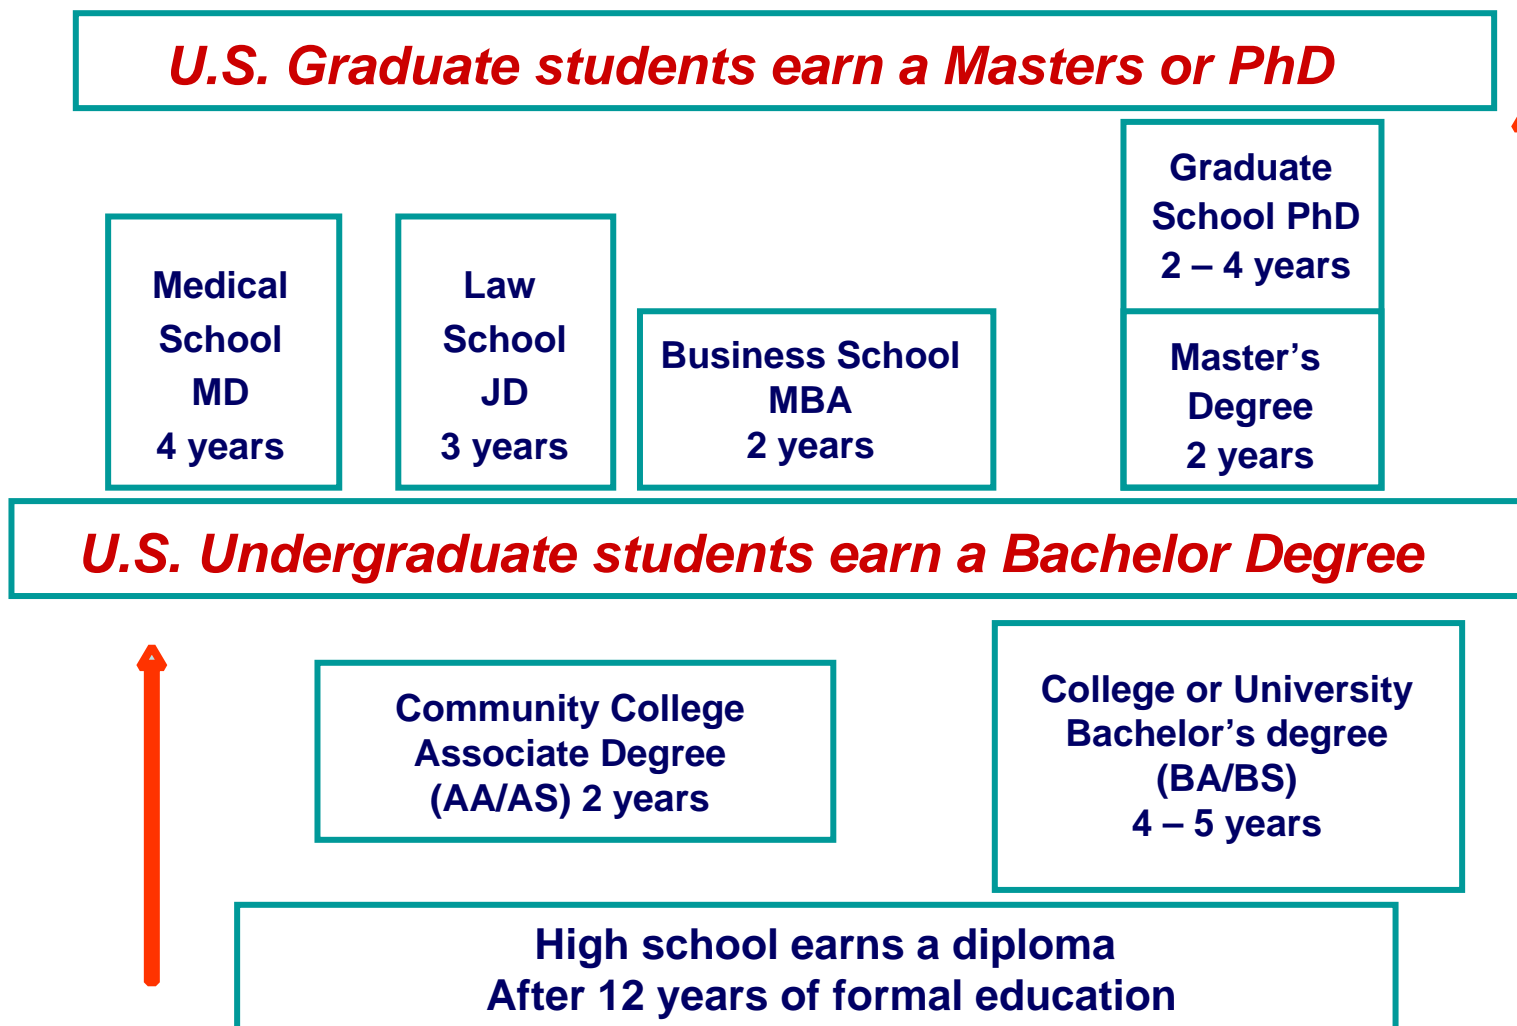 U.S. Graduate students earn a Masters or PhD
Graduate
School PhD
2 – 4 years
Medical
School
MD
4 years
Law
School
JD
3 years
Business School
MBA
2 years
Master’s
Degree
2 years
U.S. Undergraduate students earn a Bachelor Degree
Community College
Associate Degree
(AA/AS) 2 years
College or University
Bachelor’s degree
(BA/BS)
4 – 5 years
High school earns a diploma
After 12 years of formal education